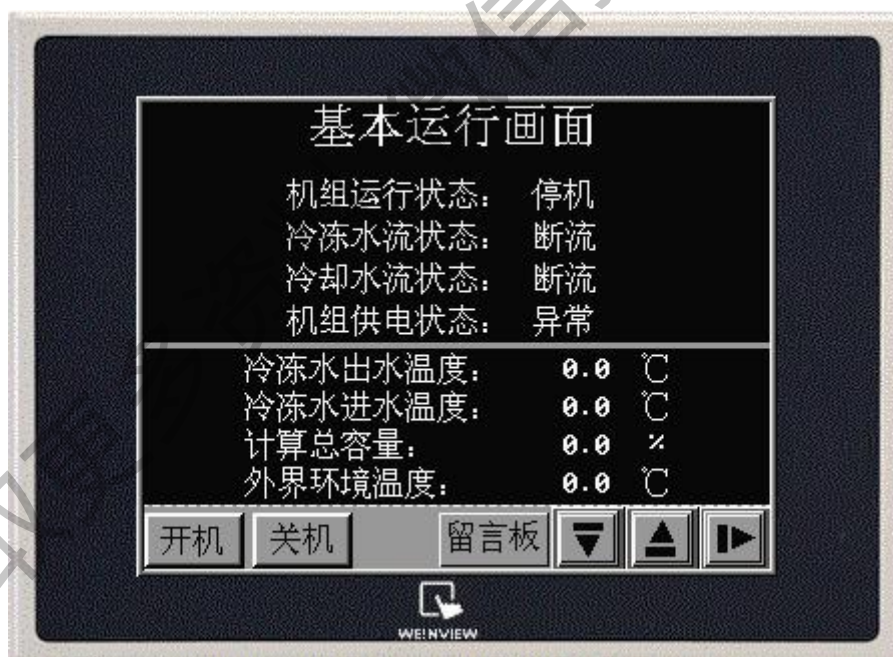 基本运行画面
机组运行状态： 停机
冷冻水流状态： 断流
冷却水流状态： 断流
机组供电状态： 异常
冷冻水出水温度： 0.0 ℃
冷冻水进水温度： 0.0 ℃
计算总容量： 0.0 %
外界环境温度： 0.0 ℃
开机 关机 留言板
WEINVIEW